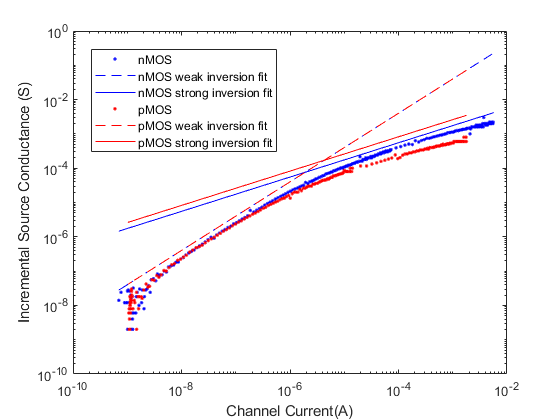 10^0
10^-2
10^-4
10^-6
10^-8
10^-10
Incremental Source Conductance (S)
nMOS
nMOS weak inversion fit
nMOS strong inversion fit
pMOS
pMOS weak inversion fit
pMOS strong inversion fit
10^-10
10^-8
10^-6
10^-4
10^-2
Channel Current(A)